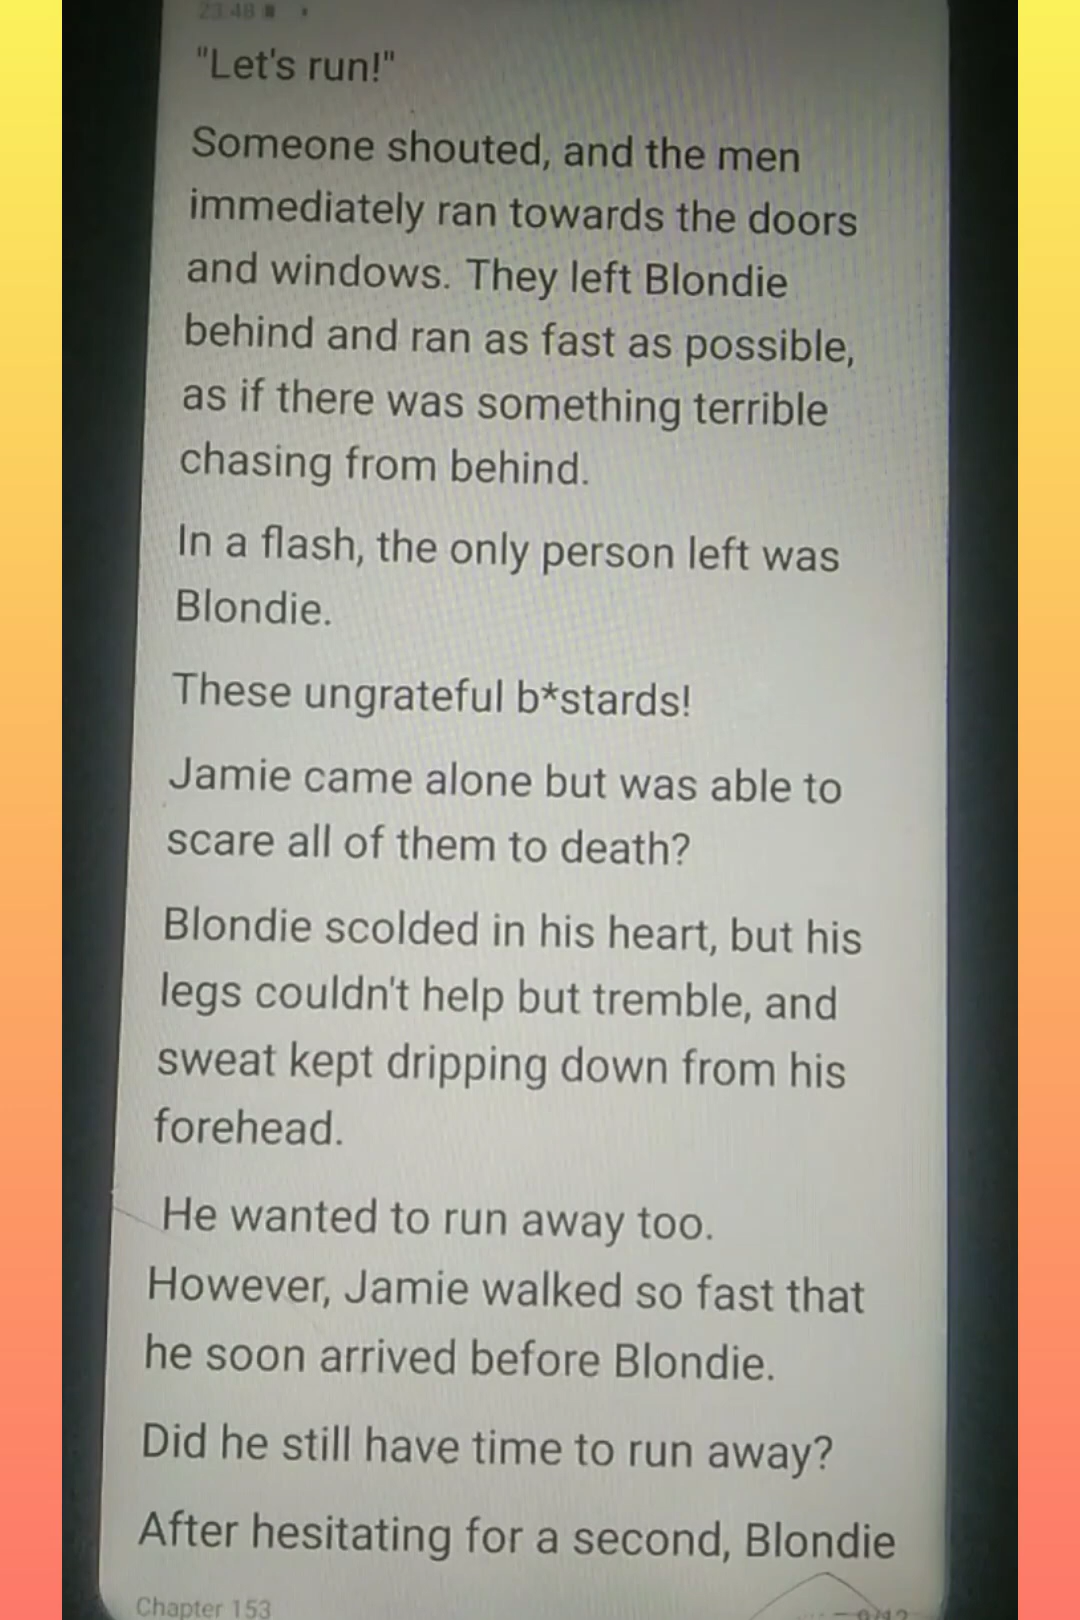 23:48
"Let's run!"
Someone shouted, and the men
immediately ran towards the doors
and windows. They left Blondie
behind and ran as fast as possible,
as if there was something terrible
chasing from behind.
In a flash, the only person left was
Blondie.
These ungrateful b*stards!
Jamie came alone but was able to
scare all of them to death?
Blondie scolded in his heart, but his
legs couldn't help but tremble, and
sweat kept dripping down from his
forehead.
He wanted to run away too.
However, Jamie walked so fast that
he soon arrived before Blondie.
Did he still have time to run away?
After hesitating for a second, Blondie
Chapter 153